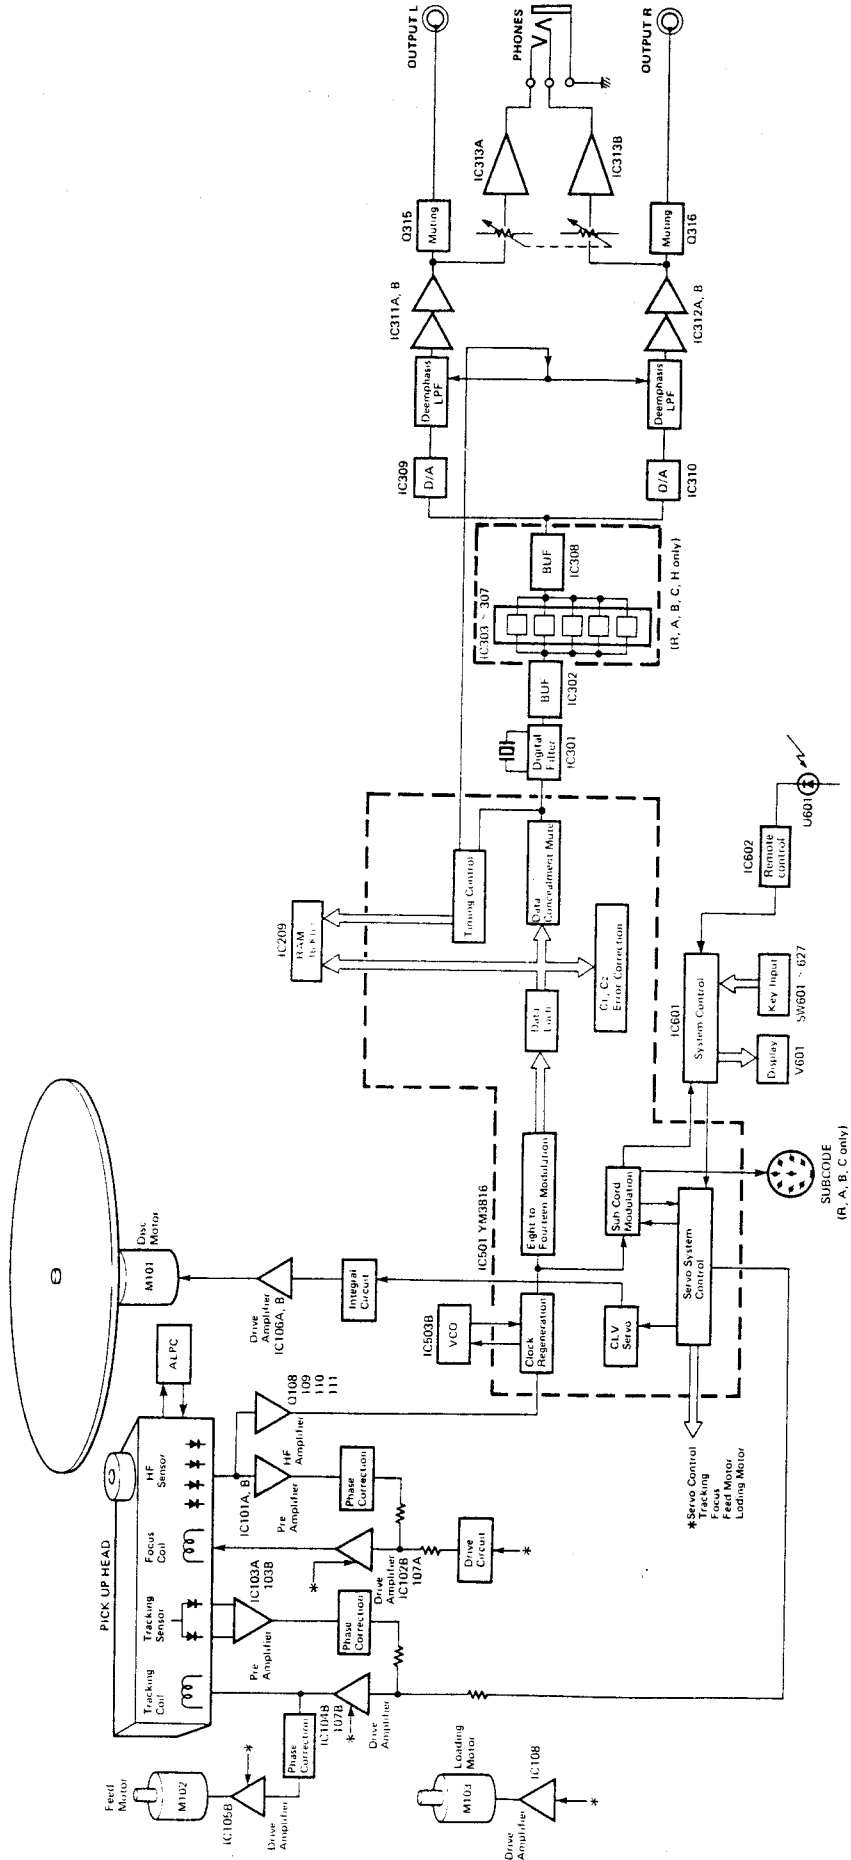 PICK UP HEAD
Tracking
Coil
Tracking
Sensor
Focus
Coil
HF
Sensor
ALPC
Disc
Motor
M101
Feed
Motor
M102
IC105B
Drive
Amplifier
Phase
Correction
IC104B
107B
*
*
Drive
Amplifier
Pre
Amplifier
Phase
Correction
IC103A
103B
*
Drive
Amplifier
IC102B
107A
Drive
Circuit
*
IC101A, B
Pre
Amplifier
HF
Amplifier
Phase
Correction
Q108
109
110
111
Drive
Amplifier
IC106A, B
Integral
Circuit
Loading
Motor
M103
Drive
Amplifier
IC108
*
IC503B
VCO
IC501 YM3816
Clock
Regeneration
Eight to
Fourteen Modulation
CLV
Servo
Sub Cord
Modulation
Servo System
Control
*Servo Control
Tracking
Focus
Feed Motor
Loding Motor
SUBCODE
(R, A, B, C only)
IC209
RAM
Timing Control
Data
Data
Concealment Mute
Error Correction
IC601
System Control
Display
V601
Key Input
SW601 ~ 627
IC602
Remote
control
U601
Digital
Filter
IC301
BUF
IC302
IC303 ~ 307
BUF
IC308
(R, A, B, C, H only)
IC309
D/A
D/A
IC310
Deemphasis
LPF
Deemphasis
LPF
IC311A, B
IC312A, B
Q315
Muting
Muting
Q316
IC313A
IC313B
OUTPUT L
PHONES
OUTPUT R